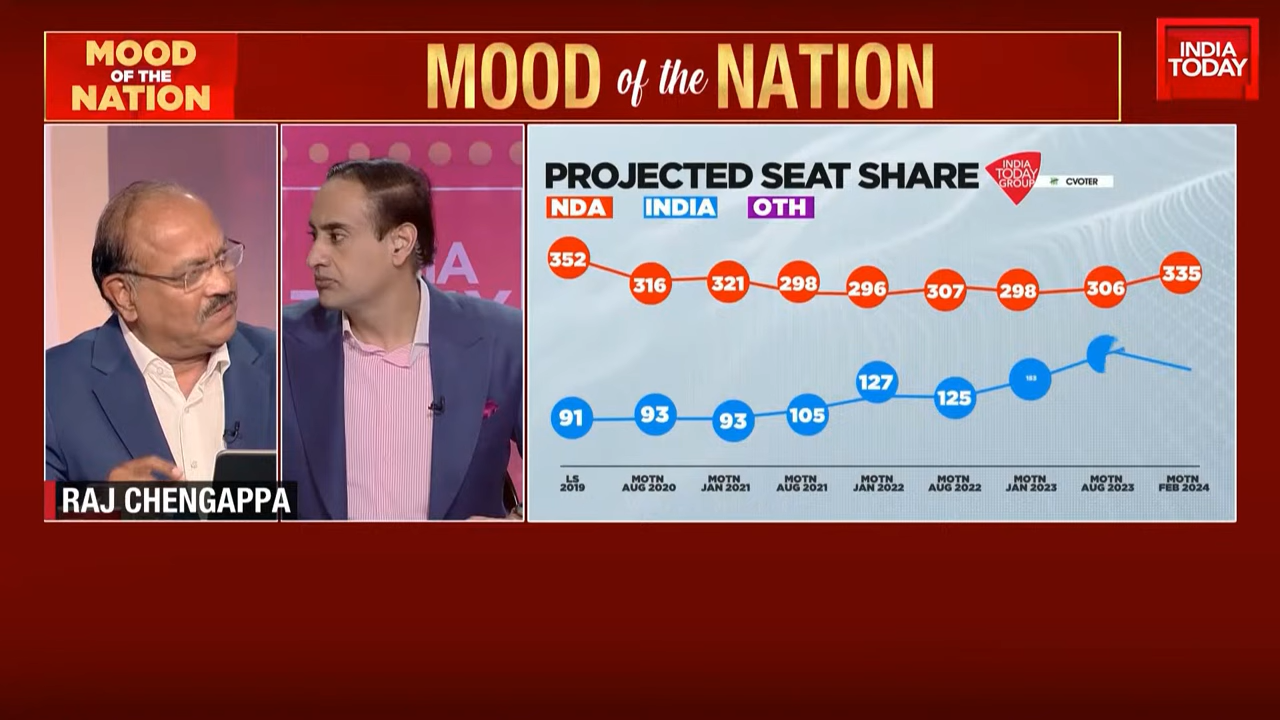 MOOD
OF THE
NATION
MOOD of the NATION
INDIA
TODAY
PROJECTED SEAT SHARE
INDIA
TODAY
GROUP
CVOTER
NDA INDIA OTH
352 316 321 298 296 307 298 306 335
91 93 93 105 127 125
LS
2019
MOTN
AUG 2020
MOTN
JAN 2021
MOTN
AUG 2021
MOTN
JAN 2022
MOTN
AUG 2022
MOTN
JAN 2023
MOTN
AUG 2023
MOTN
FEB 2024
RAJ CHENGAPPA